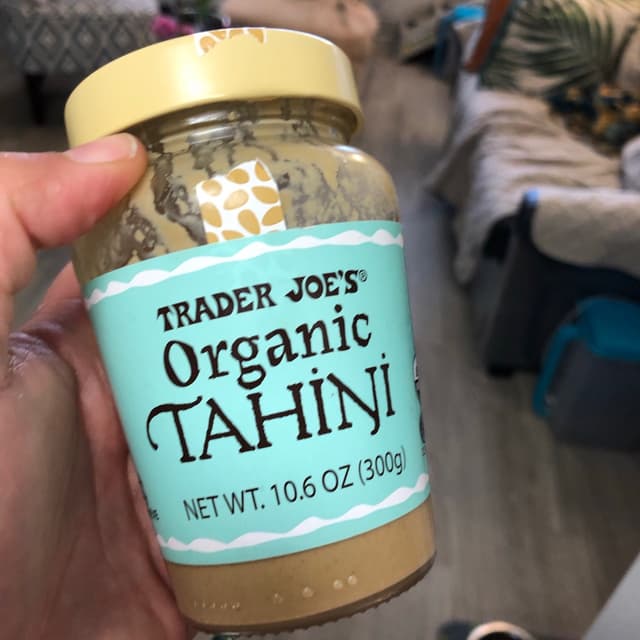 TRADER JOE'S®
Organic
TAHINI
NET WT. 10.6 OZ (300g)